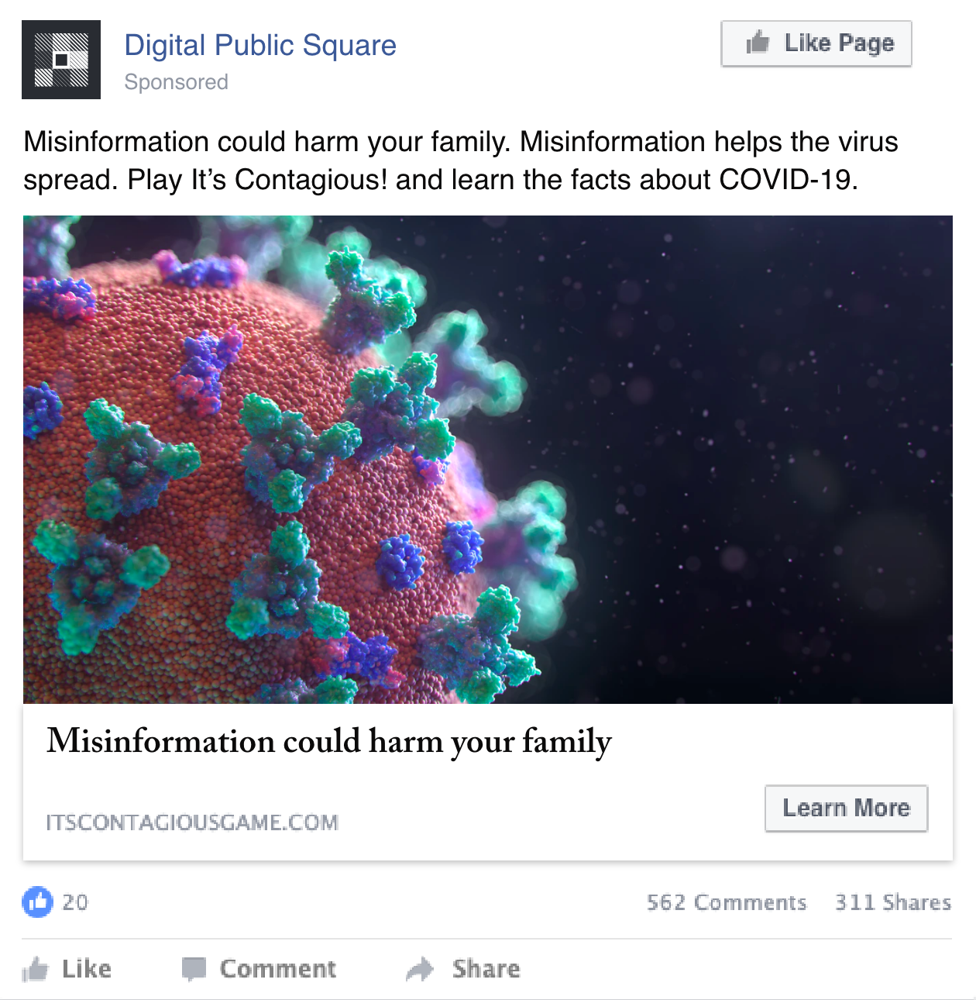 Digital Public Square
Like Page
Sponsored
Misinformation could harm your family. Misinformation helps the virus
spread. Play It’s Contagious! and learn the facts about COVID-19.
Misinformation could harm your family
Learn More
ITSCONTAGIOUSGAME.COM
20
562 Comments
311 Shares
Like
Comment
Share